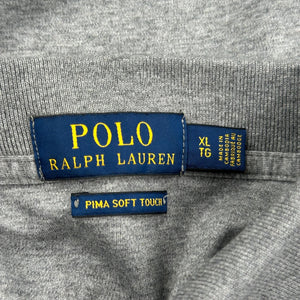 POLO
RALPH LAUREN
XL
TG
MADE IN
CAMBODIA
FABRIQUÉ AU
CAMBODGE
PIMA SOFT TOUCH